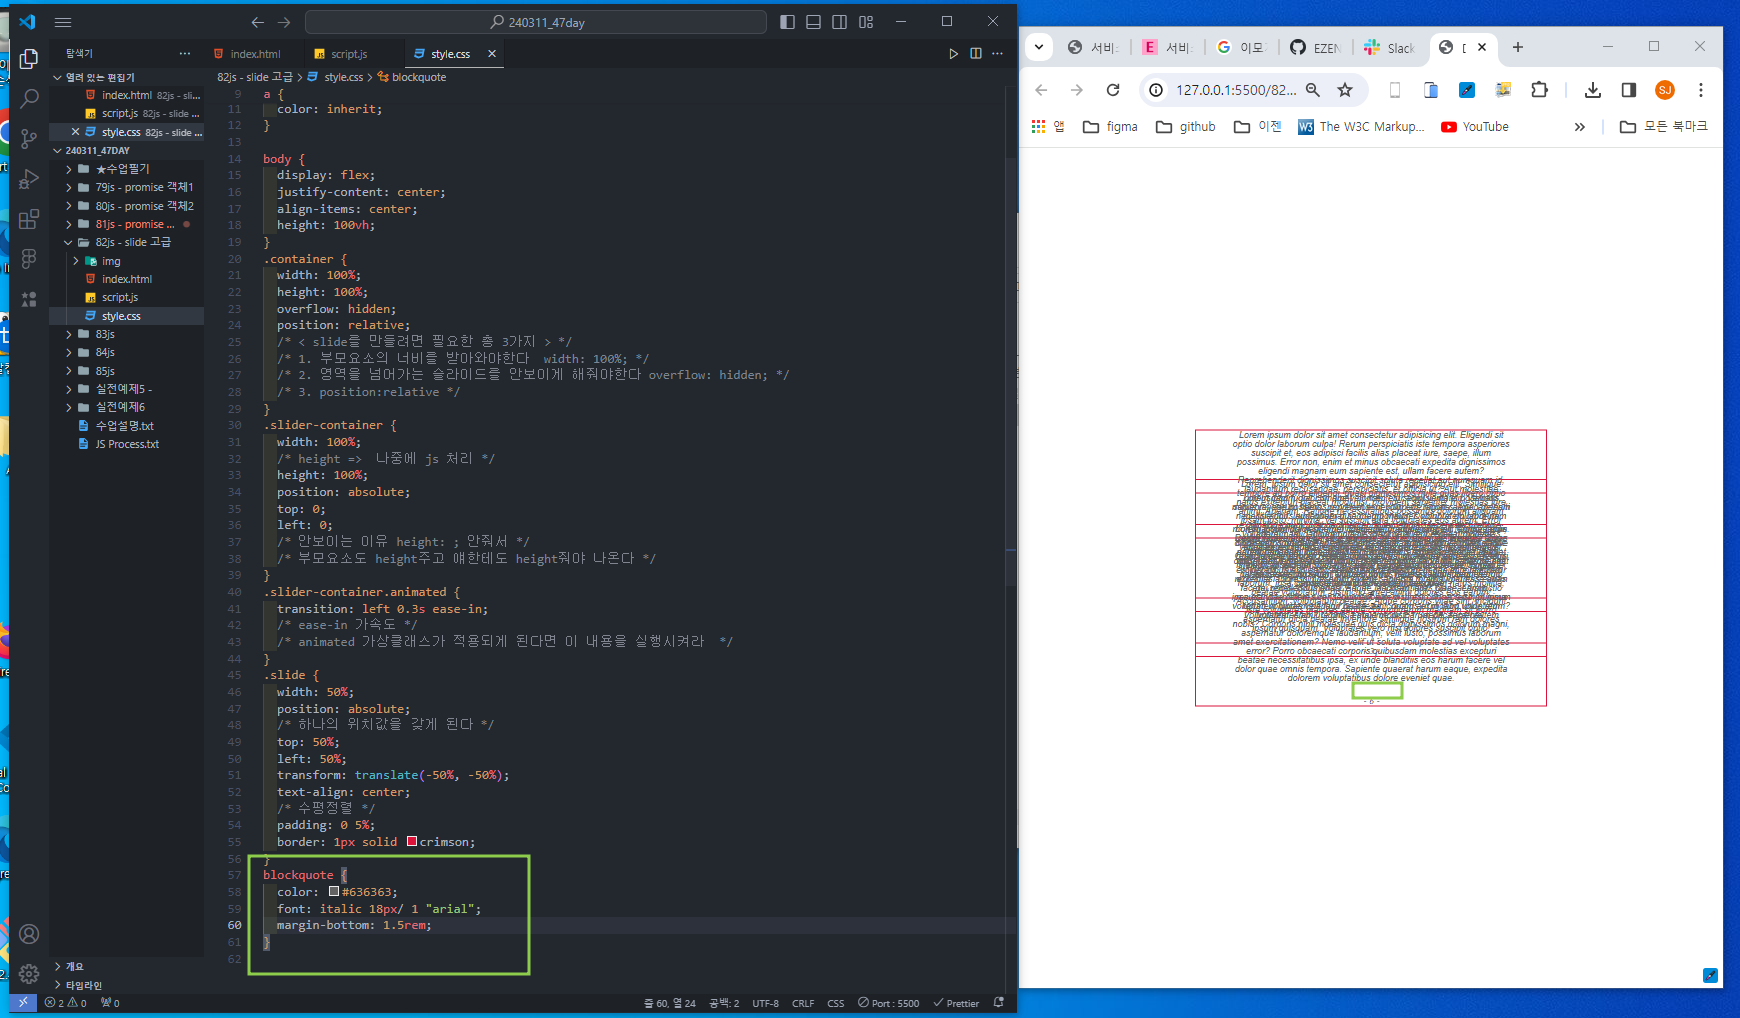 240311_47day
탐색기
index.html
script.js
style.css
열려 있는 편집기
index.html 82js - sli...
script.js 82js - slide ...
style.css 82js - slide ...
240311_47DAY
★수업필기
79js - promise 객체1
80js - promise 객체2
81js - promise ...
82js - slide 고급
img
index.html
script.js
style.css
83js
84js
85js
실전예제5 -
실전예제6
수업설명.txt
JS Process.txt
개요
타임라인
82js - slide 고급 > style.css > blockquote
9 a {
11 color: inherit;
12 }
13
14 body {
15 display: flex;
16 justify-content: center;
17 align-items: center;
18 height: 100vh;
19 }
20 .container {
21 width: 100%;
22 height: 100%;
23 overflow: hidden;
24 position: relative;
25 /* < slide를 만들려면 필요한 총 3가지 > */
26 /* 1. 부모요소의 너비를 받아와야한다 width: 100%; */
27 /* 2. 영역을 넘어가는 슬라이드를 안보이게 해줘야한다 overflow: hidden; */
28 /* 3. position:relative */
29 }
30 .slider-container {
31 width: 100%;
32 /* height => 나중에 js 처리 */
33 height: 100%;
34 position: absolute;
35 top: 0;
36 left: 0;
37 /* 안보이는 이유 height: ; 안줘서 */
38 /* 부모요소도 height주고 얘한테도 height줘야 나온다 */
39 }
40 .slider-container.animated {
41 transition: left 0.3s ease-in;
42 /* ease-in 가속도 */
43 /* animated 가상클래스가 적용되게 된다면 이 내용을 실행시켜라 */
44 }
45 .slide {
46 width: 50%;
47 position: absolute;
48 /* 하나의 위치값을 갖게 된다 */
49 top: 50%;
50 left: 50%;
51 transform: translate(-50%, -50%);
52 text-align: center;
53 /* 수평정렬 */
54 padding: 0 5%;
55 border: 1px solid crimson;
56 }
57 blockquote {
58 color: #636363;
59 font: italic 18px/ 1 "arial";
60 margin-bottom: 1.5rem;
61 }
62
2 0 0
줄 60, 열 24 공백: 2 UTF-8 CRLF CSS Port : 5500 Prettier
서비 E 서비 이모 EZEN Slack
127.0.0.1:5500/82...
SJ
앱 figma github 이젠 W3 The W3C Markup... YouTube » 모든 북마크
Lorem ipsum dolor sit amet consectetur adipisicing elit. Eligendi sit
optio dolor laborum culpa! Rerum perspiciatis iste tempora asperiores
suscipit et, eos adipisci facilis alias placeat iure, saepe, illum
possimus. Error non, enim et minus obcaecati expedita dignissimos
eligendi magnam eum sapiente est, ullam facere autem?
aspernatur doloremque laudantium, velit iusto, possimus laborum
amet exercitationem? Nemo velit ut soluta voluptate ad vel voluptates
error? Porro obcaecati corporis quibusdam molestias excepturi
beatae necessitatibus ipsa, ex unde blanditiis eos harum facere vel
dolor quae omnis tempora. Sapiente quaerat harum eaque, expedita
dolorem voluptatibus dolore eveniet quae.